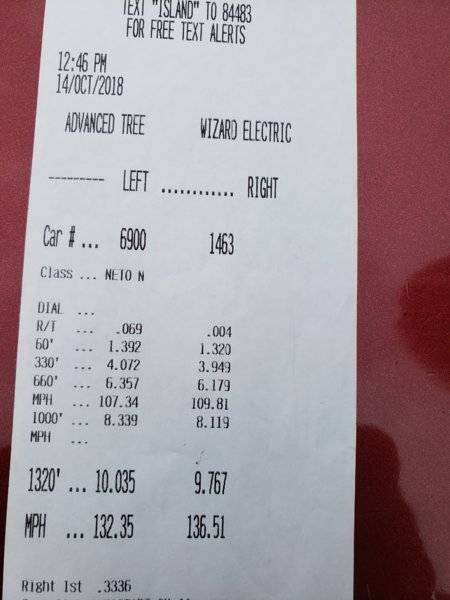 TEXT "ISLAND" TO 84483
FOR FREE TEXT ALERTS
12:46 PM
14/OCT/2018
ADVANCED TREE WIZARD ELECTRIC
--------- LEFT ............ RIGHT
Car # ... 6900 1463
Class ... NETO N
DIAL ...
R/T ... .069 .004
60' ... 1.392 1.320
330' ... 4.072 3.949
660' ... 6.357 6.179
MPH ... 107.34 109.81
1000' ... 8.339 8.119
MPH ...
1320' ... 10.035 9.767
MPH ... 132.35 136.51
Right 1st .3336